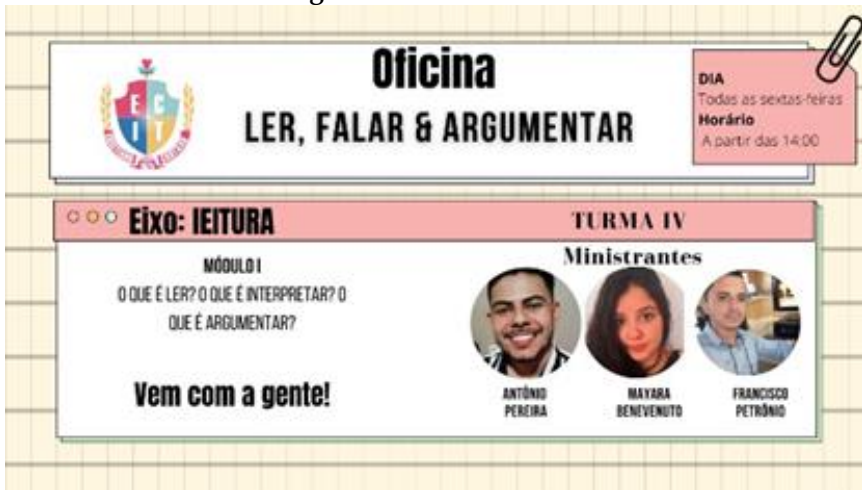 Oficina
LER, FALAR & ARGUMENTAR
DIA
Todas as sextas-feiras
Horário
A partir das 14:00
E C
I T
Eixo: lEITURA
TURMA IV
MÓDULO I
O QUE É LER? O QUE É INTERPRETAR? O
QUE É ARGUMENTAR?
Vem com a gente!
Ministrantes
ANTÔNIO
PEREIRA
MAYARA
BENEVENUTO
FRANCISCO
PETRÔNIO